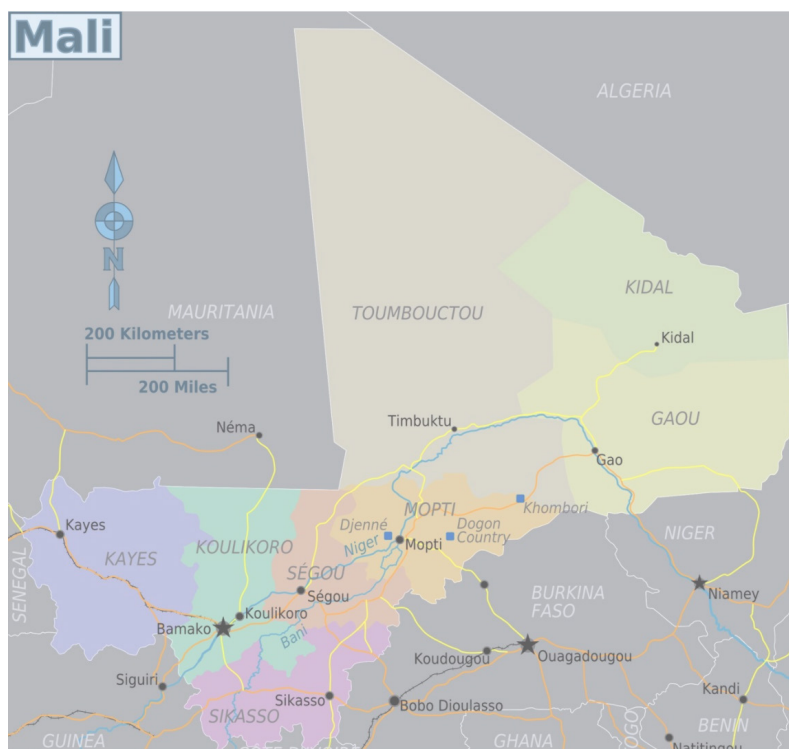 Mali
ALGERIA
KIDAL
MAURITANIA
TOUMBOUCTOU
200 Kilometers
Kidal
200 Miles
GAOU
Timbuktu
Néma
Gao
MOPTI
Khombori
Kayes
Djenné
Dogon
Country
NIGER
KAYES
KOULIKORO
Niger
Mopti
SÉGOU
SENEGAL
Ségou
BURKINA
FASO
Niamey
Koulikoro
Bamako
Bani
Koudougou
Ouagadougou
Siguiri
Kandi
Sikasso
Bobo Dioulasso
SIKASSO
BENIN
GUINEA
GHANA
N